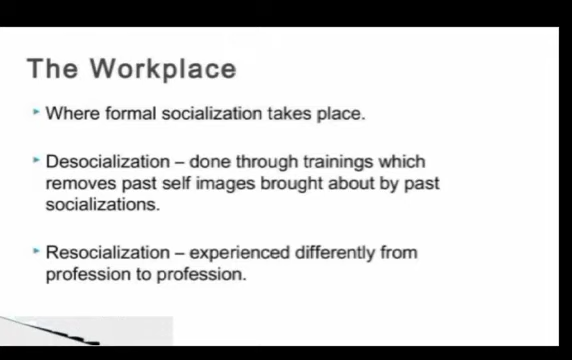 The Workplace
Where formal socialization takes place.
Desocialization – done through trainings which
removes past self images brought about by past
socializations.
Resocialization – experienced differently from
profession to profession.